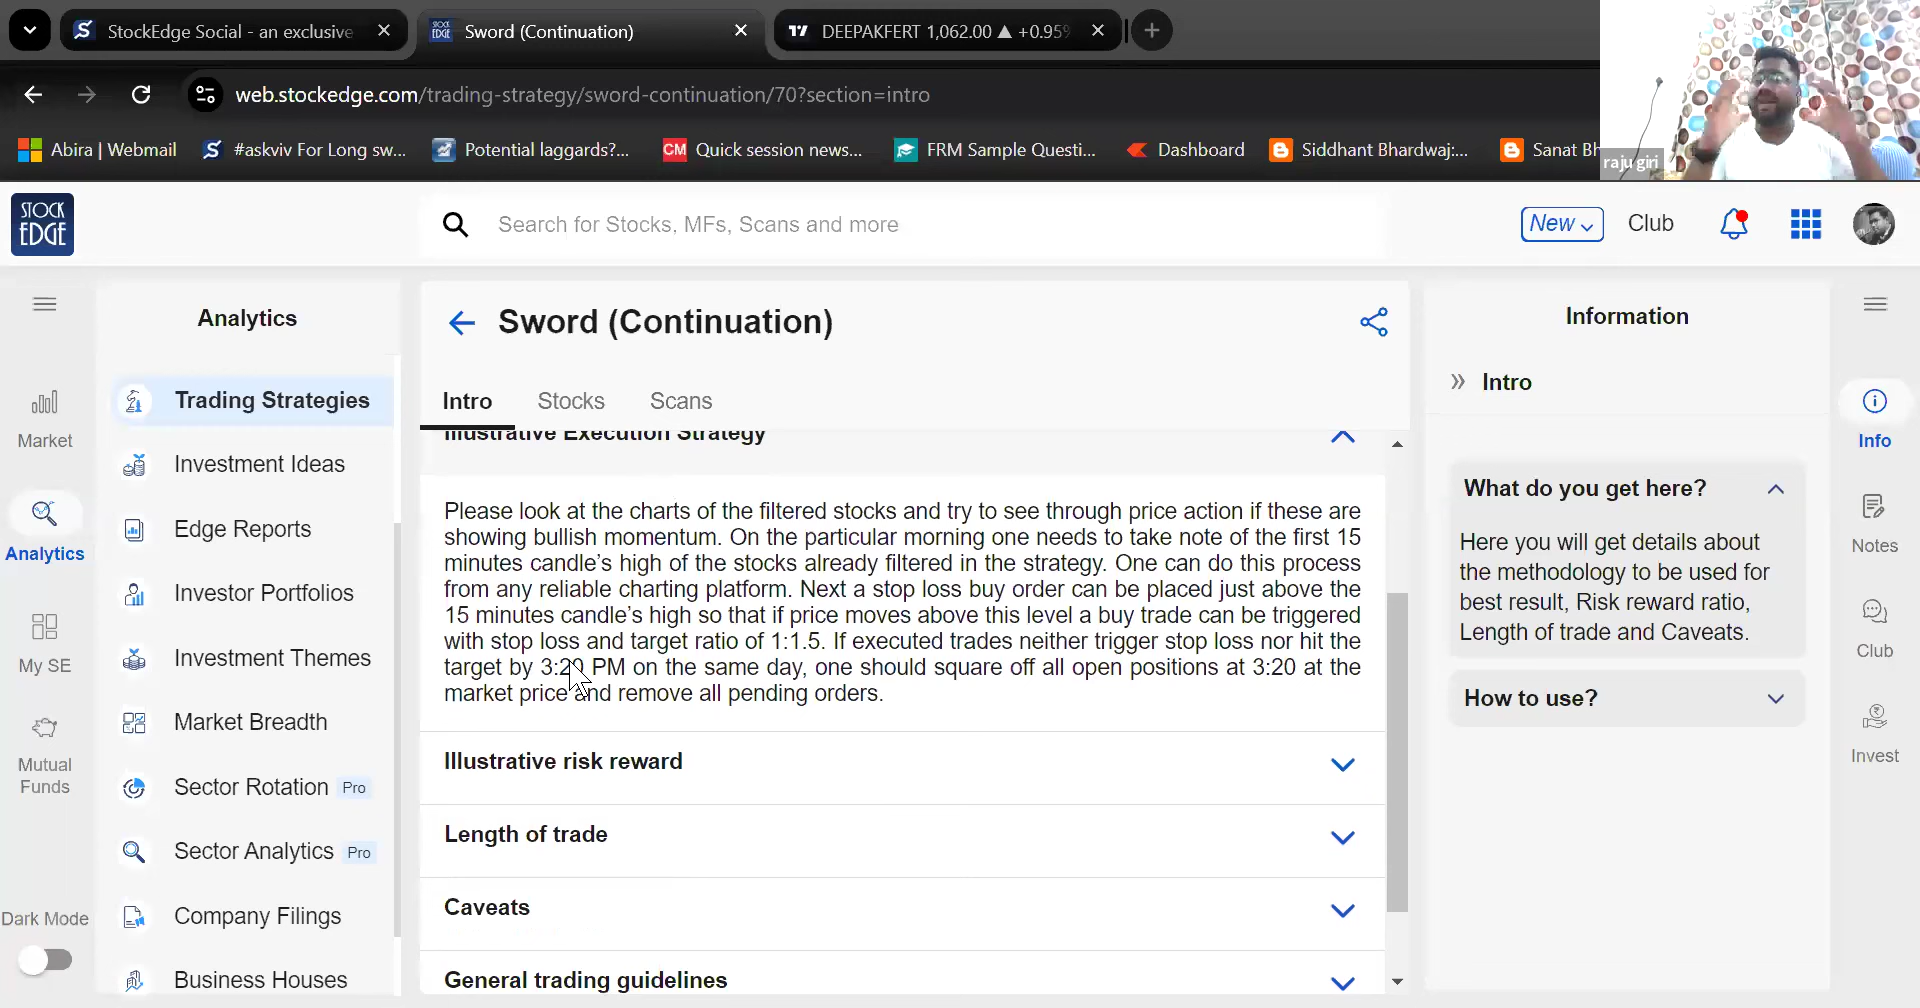 StockEdge Social - an exclusive
Sword (Continuation)
DEEPAKFERT 1,062.00 ▲ +0.95%
web.stockedge.com/trading-strategy/sword-continuation/70?section=intro
Abira | Webmail
#askviv For Long sw...
Potential laggards?...
CM Quick session news...
FRM Sample Questi...
Dashboard
Siddhant Bhardwaj:...
Sanat Bh
raju giri
STOCK
EDGE
Search for Stocks, MFs, Scans and more
New
Club
Market
Analytics
My SE
Mutual
Funds
Dark Mode
Analytics
Trading Strategies
Investment Ideas
Edge Reports
Investor Portfolios
Investment Themes
Market Breadth
Sector Rotation Pro
Sector Analytics Pro
Company Filings
Business Houses
Sword (Continuation)
Intro Stocks Scans
Illustrative Execution Strategy
Please look at the charts of the filtered stocks and try to see through price action if these are
showing bullish momentum. On the particular morning one needs to take note of the first 15
minutes candle's high of the stocks already filtered in the strategy. One can do this process
from any reliable charting platform. Next a stop loss buy order can be placed just above the
15 minutes candle's high so that if price moves above this level a buy trade can be triggered
with stop loss and target ratio of 1:1.5. If executed trades neither trigger stop loss nor hit the
target by 3:20 PM on the same day, one should square off all open positions at 3:20 at the
market price and remove all pending orders.
Illustrative risk reward
Length of trade
Caveats
General trading guidelines
Information
Intro
What do you get here?
Here you will get details about
the methodology to be used for
best result, Risk reward ratio,
Length of trade and Caveats.
How to use?
Info
Notes
Club
Invest